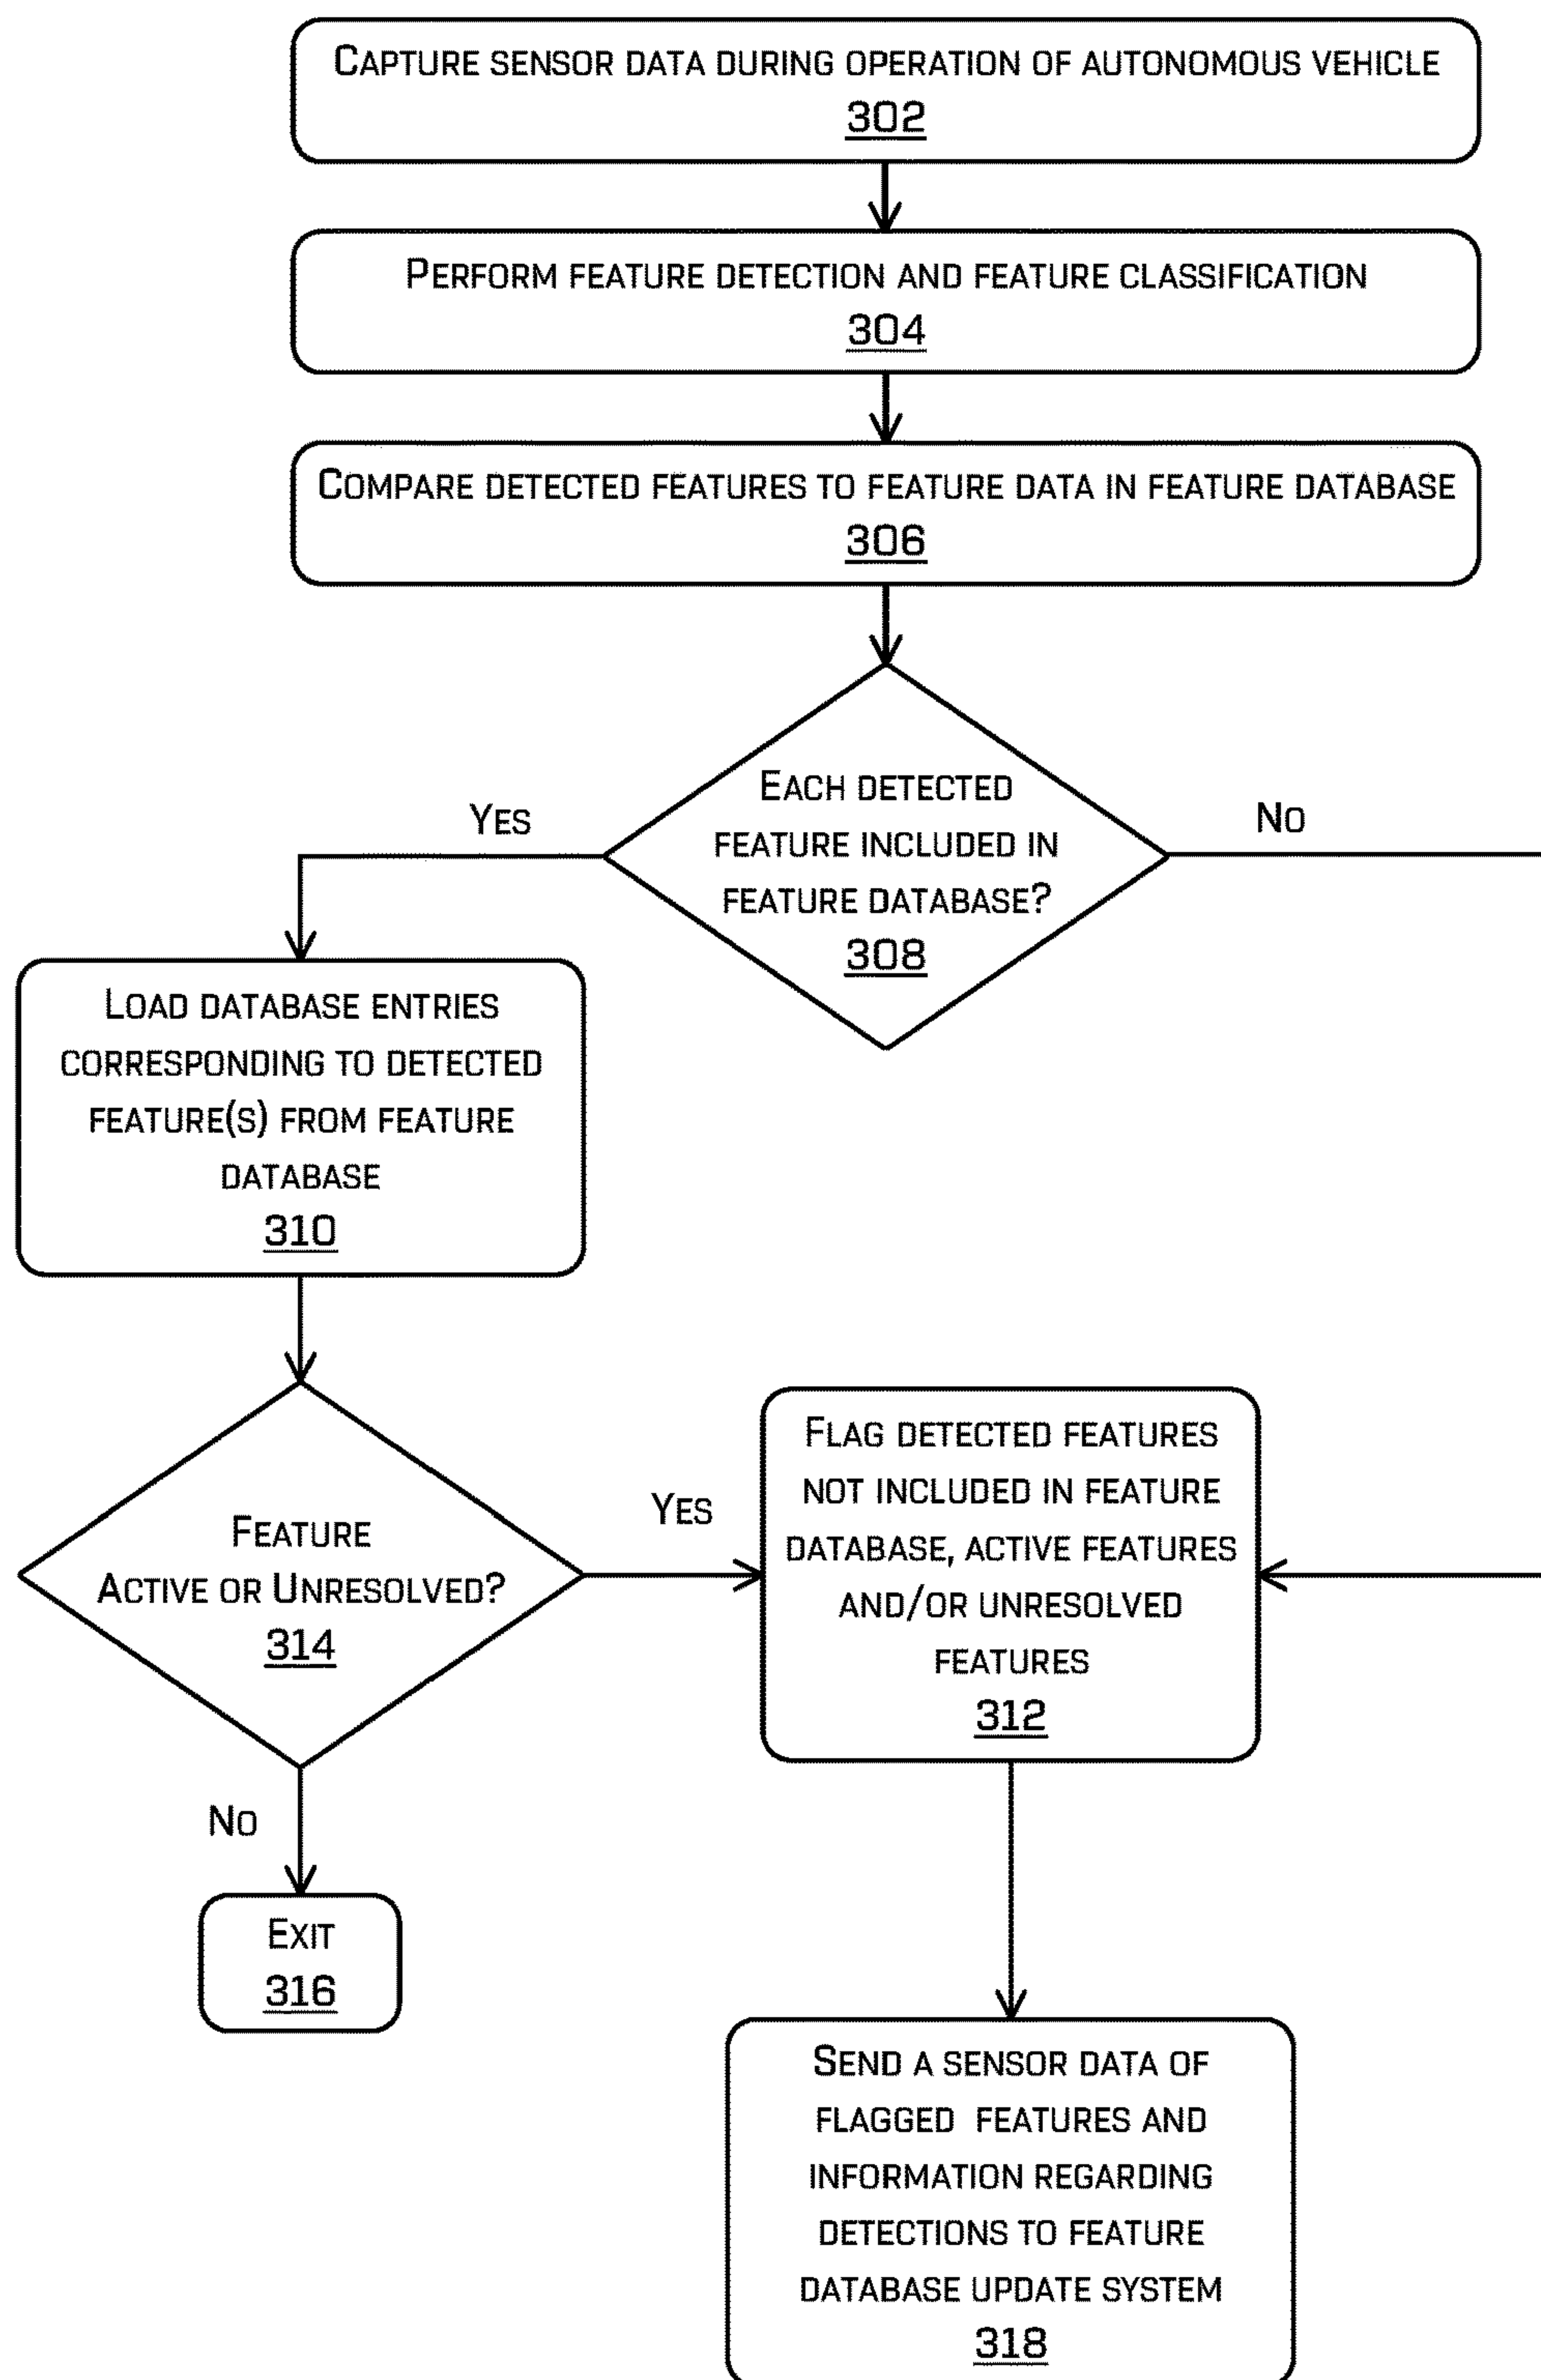 Capture sensor data during operation of autonomous vehicle
302
Perform feature detection and feature classification
304
Compare detected features to feature data in feature database
306
Each detected
feature included in
feature database?
308
Yes
No
Load database entries
corresponding to detected
feature(s) from feature
database
310
Feature
Active or Unresolved?
314
Yes
No
Flag detected features
not included in feature
database, active features
and/or unresolved
features
312
Exit
316
Send a sensor data of
flagged features and
information regarding
detections to feature
database update system
318